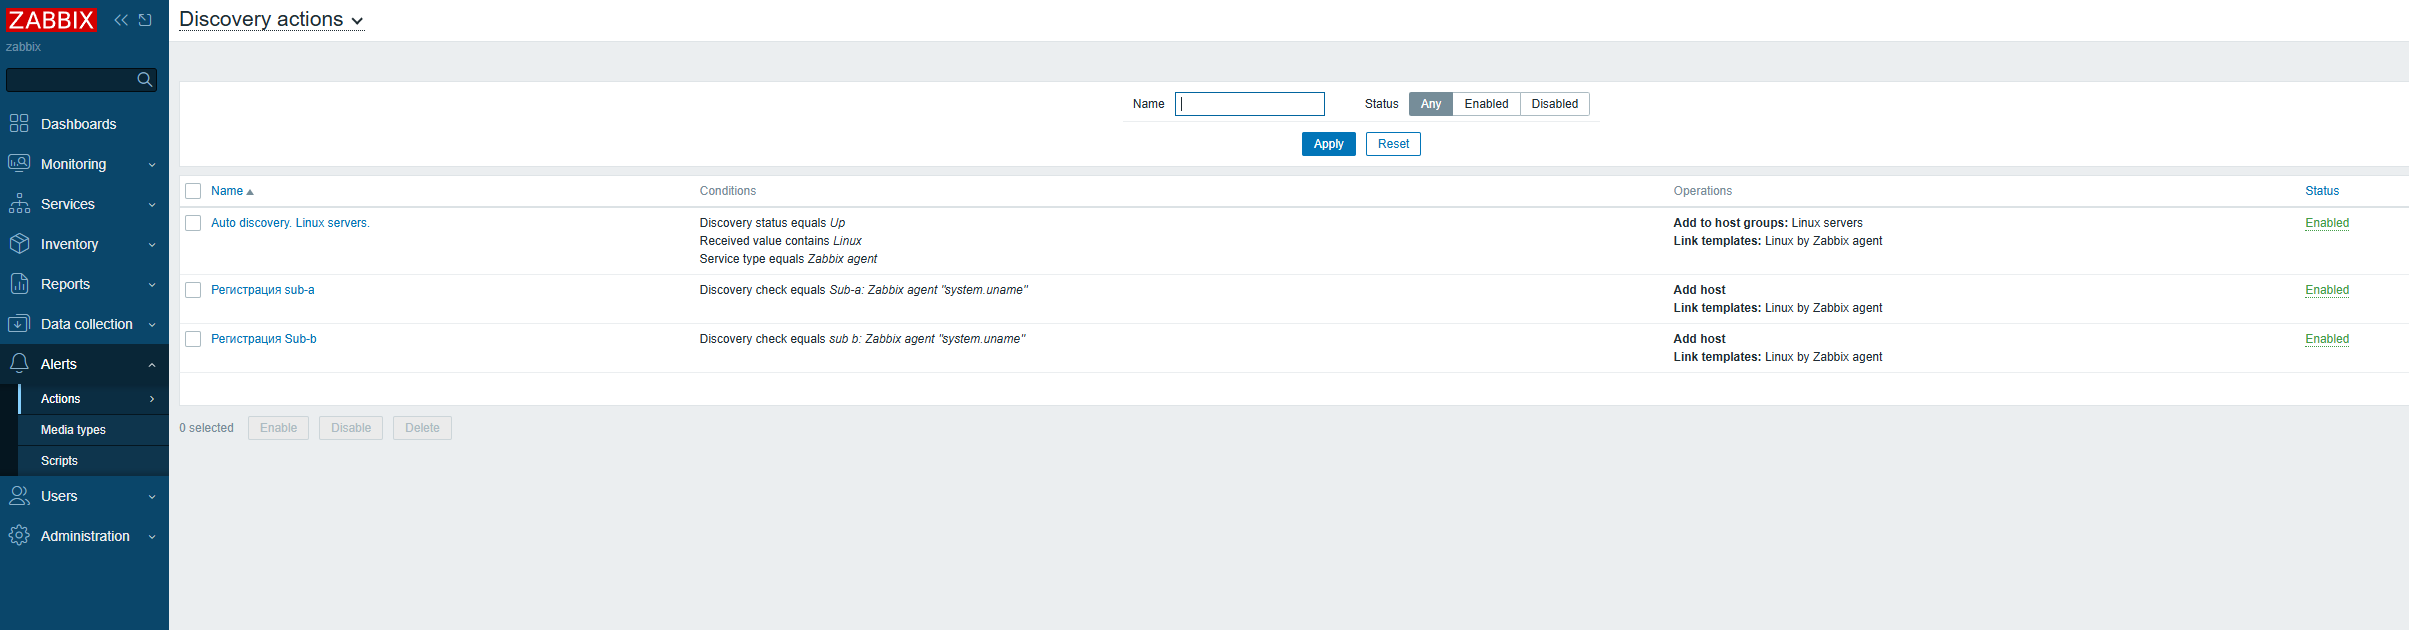 ZABBIX
zabbix
Dashboards
Monitoring
Services
Inventory
Reports
Data collection
Alerts
Actions
Media types
Scripts
Users
Administration
Discovery actions
Name
Status Any Enabled Disabled
Apply Reset
Name Conditions Operations Status
Auto discovery. Linux servers. Discovery status equals Up Add to host groups: Linux servers Enabled
Received value contains Linux Link templates: Linux by Zabbix agent
Service type equals Zabbix agent
Регистрация sub-a Discovery check equals Sub-a: Zabbix agent "system.uname" Add host Enabled
Link templates: Linux by Zabbix agent
Регистрация Sub-b Discovery check equals sub b: Zabbix agent "system.uname" Add host Enabled
Link templates: Linux by Zabbix agent
0 selected Enable Disable Delete